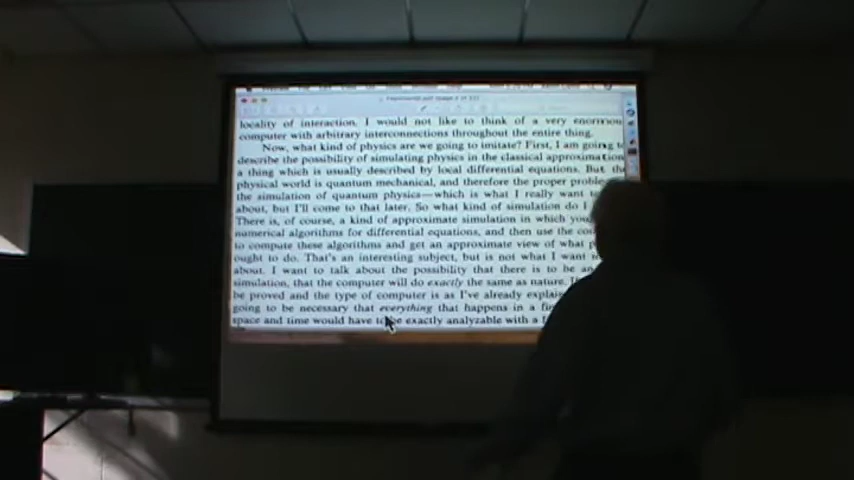 locality of interaction. I would not like to think of a very enormous
computer with arbitrary interconnections throughout the entire thing.
Now, what kind of physics are we going to imitate? First, I am going to
describe the possibility of simulating physics in the classical approximation
a thing which is usually described by local differential equations. But the
physical world is quantum mechanical, and therefore the proper proble
the simulation of quantum physics—which is what I really want to
about, but I'll come to that later. So what kind of simulation do I
There is, of course, a kind of approximate simulation in which you
numerical algorithms for differential equations, and then use the
to compute these algorithms and get an approximate view of what
ought to do. That's an interesting subject, but is not what I want
about. I want to talk about the possibility that there is to be an
simulation, that the computer will do exactly the same as nature.
be proved and the type of computer is as I've already
going to be necessary that everything that happens in a
space and time would have to be exactly analyzable with a